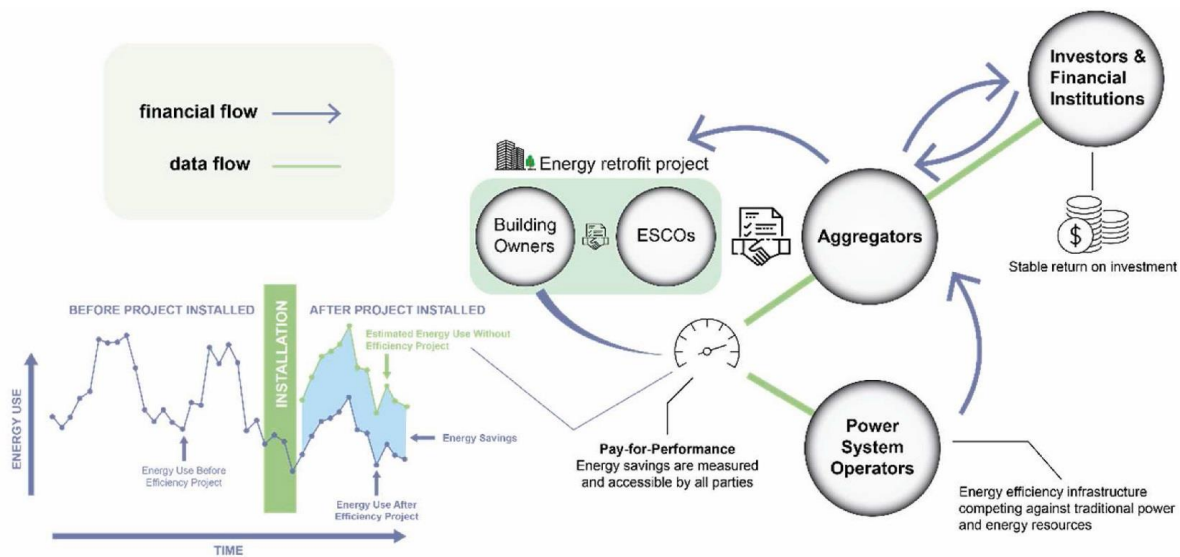 financial flow
data flow
Energy retrofit project
Building
Owners
ESCOs
Aggregators
Investors &
Financial
Institutions
$
Stable return on investment
BEFORE PROJECT INSTALLED
INSTALLATION
AFTER PROJECT INSTALLED
Estimated Energy Use Without
Efficiency Project
Energy Savings
Energy Use Before
Efficiency Project
Energy Use After
Efficiency Project
ENERGY USE
TIME
Pay-for-Performance
Energy savings are measured
and accessible by all parties
Power
System
Operators
Energy efficiency infrastructure
competing against traditional power
and energy resources